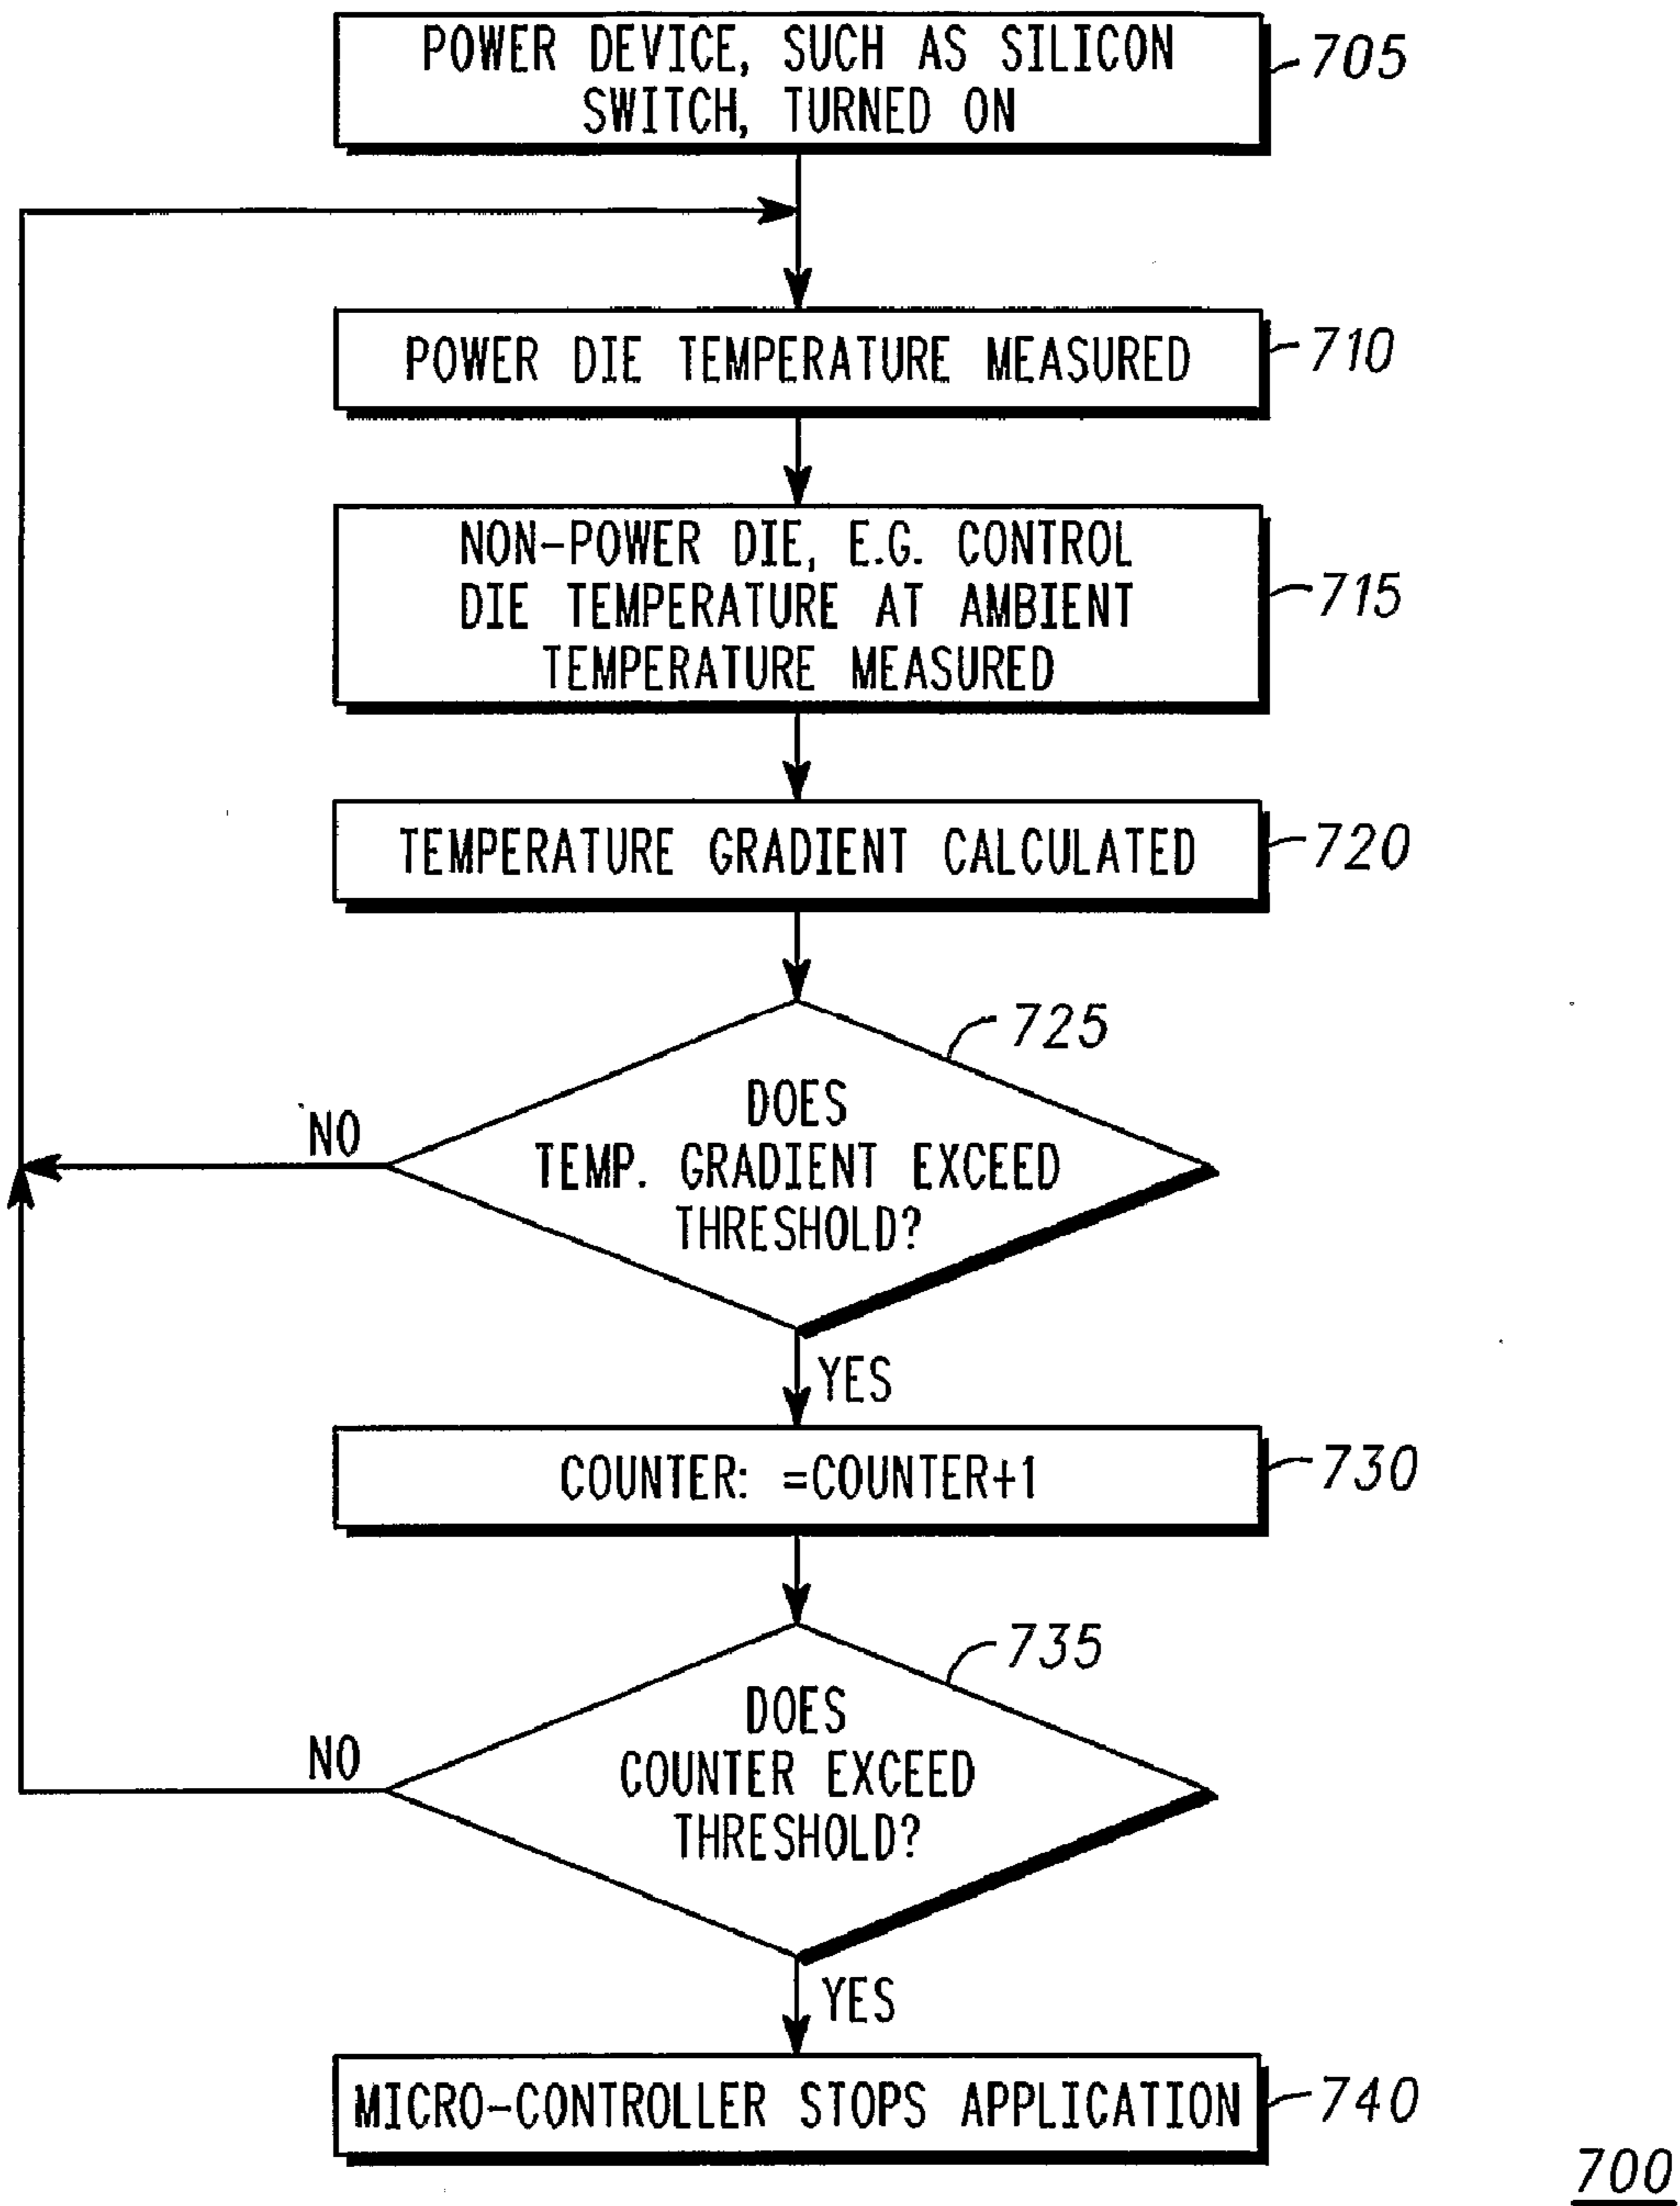 POWER DEVICE, SUCH AS SILICON
SWITCH, TURNED ON
705
POWER DIE TEMPERATURE MEASURED
710
NON-POWER DIE, E.G. CONTROL
DIE TEMPERATURE AT AMBIENT
TEMPERATURE MEASURED
715
TEMPERATURE GRADIENT CALCULATED
720
725
DOES
TEMP. GRADIENT EXCEED
THRESHOLD?
NO
YES
COUNTER: =COUNTER+1
730
735
DOES
COUNTER EXCEED
THRESHOLD?
NO
YES
MICRO-CONTROLLER STOPS APPLICATION
740
700